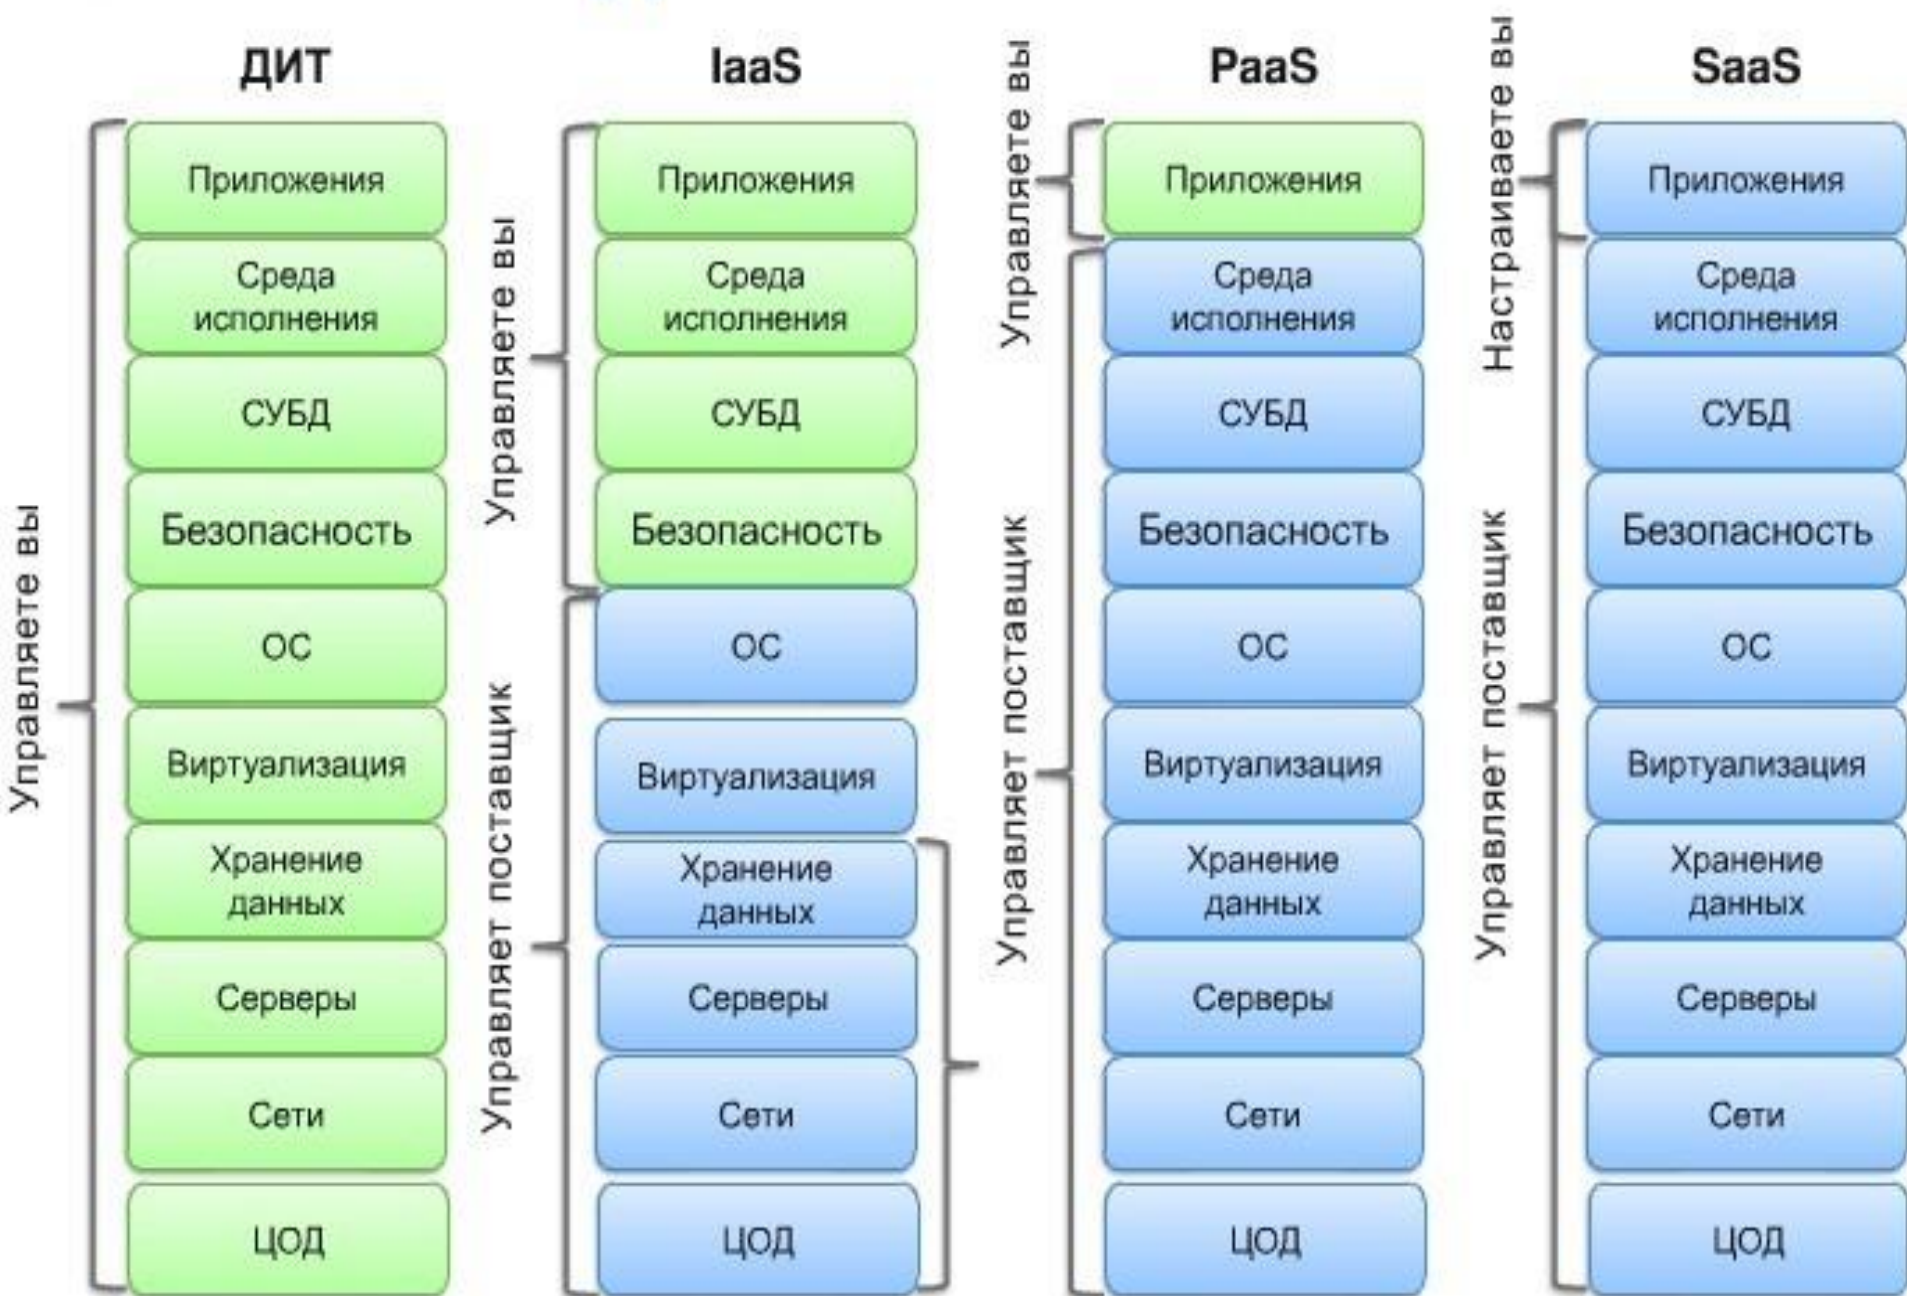 ДИТ
Управляете вы
Приложения
Среда
исполнения
СУБД
Безопасность
ОС
Виртуализация
Хранение
данных
Серверы
Сети
ЦОД
IaaS
Управляете вы
Управляет поставщик
Приложения
Среда
исполнения
СУБД
Безопасность
ОС
Виртуализация
Хранение
данных
Серверы
Сети
ЦОД
PaaS
Управляете вы
Управляет поставщик
Приложения
Среда
исполнения
СУБД
Безопасность
ОС
Виртуализация
Хранение
данных
Серверы
Сети
ЦОД
SaaS
Настраиваете вы
Управляет поставщик
Приложения
Среда
исполнения
СУБД
Безопасность
ОС
Виртуализация
Хранение
данных
Серверы
Сети
ЦОД